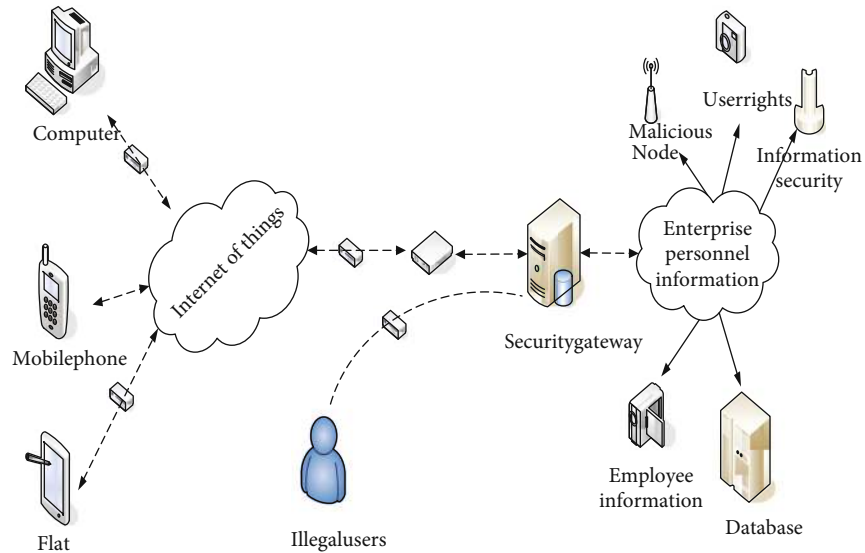 Computer
Mobilephone
Flat
Internet of things
Illegalusers
Securitygateway
Malicious
Node
Userrights
Information
security
Enterprise
personnel
information
Employee
information
Database